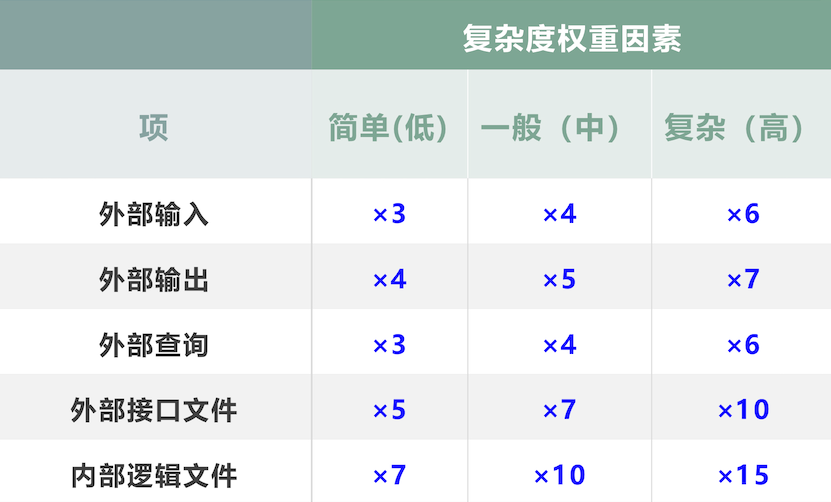 复杂度权重因素
项 简单(低) 一般（中） 复杂（高）
外部输入 ×3 ×4 ×6
外部输出 ×4 ×5 ×7
外部查询 ×3 ×4 ×6
外部接口文件 ×5 ×7 ×10
内部逻辑文件 ×7 ×10 ×15